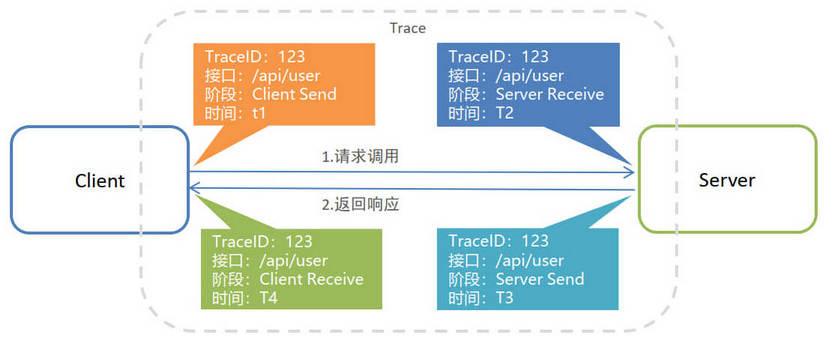 Trace
TraceID：123
接口：/api/user
阶段：Client Send
时间：t1
TraceID：123
接口：/api/user
阶段：Server Receive
时间：T2
Client
1.请求调用
Server
2.返回响应
TraceID：123
接口：/api/user
阶段：Client Receive
时间：T4
TraceID：123
接口：/api/user
阶段：Server Send
时间：T3